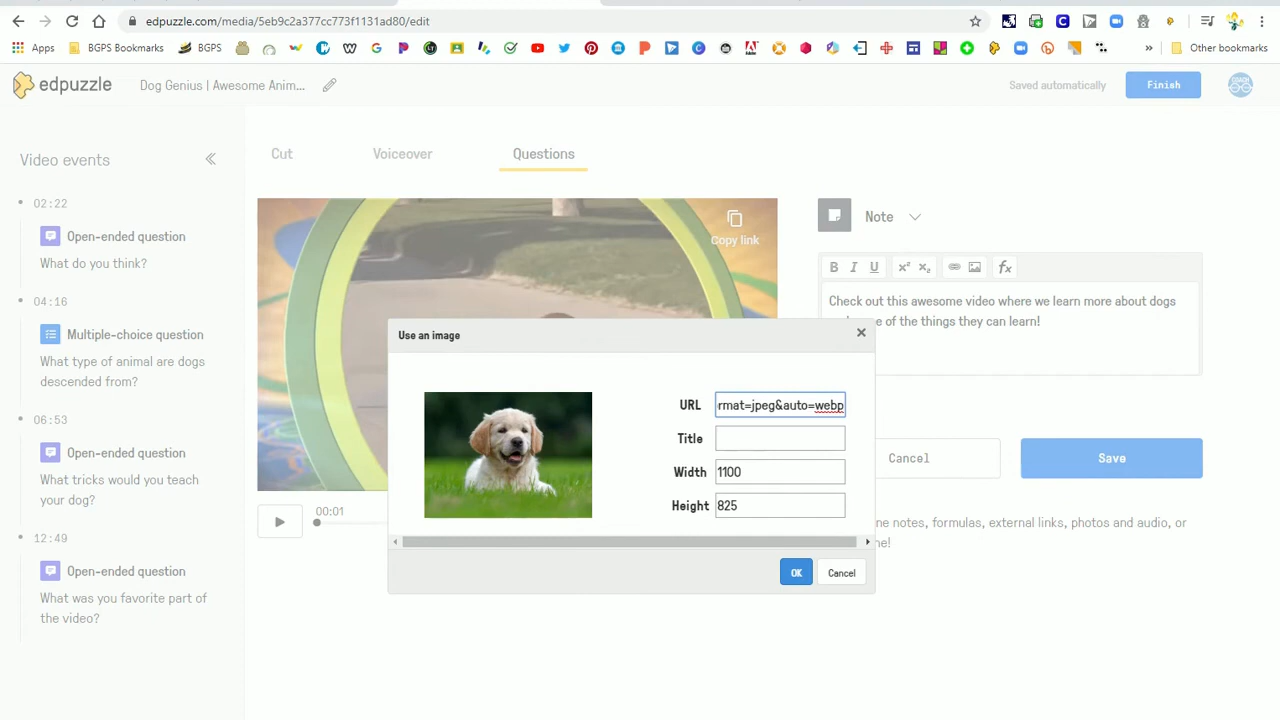 edpuzzle.com/media/5eb9c2a377cc773f1131ad80/edit
Apps
BGPS Bookmarks
BGPS
»
Other bookmarks
edpuzzle
Dog Genius | Awesome Anim...
Saved automatically
Finish
Video events
Cut
Voiceover
Questions
02:22
Open-ended question
What do you think?
04:16
Multiple-choice question
What type of animal are dogs
descended from?
06:53
Open-ended question
What tricks would you teach
your dog?
12:49
Open-ended question
What was you favorite part of
the video?
Copy link
00:01
Note
B I U x² x₂ fx
Check out this awesome video where we learn more about dogs
of the things they can learn!
Cancel
Save
notes, formulas, external links, photos and audio, or
Use an image
URL
rmat=jpeg&auto=webp
Title
Width
1100
Height
825
OK
Cancel